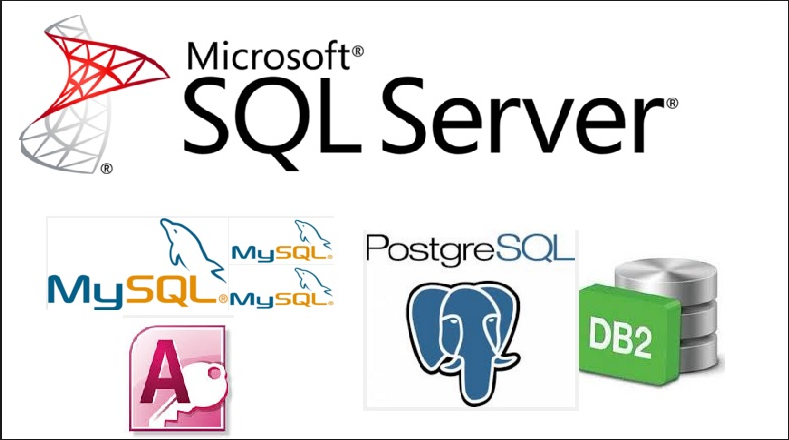 Microsoft®
SQL Server®
®
MySQL®
MySQL®
MySQL®
PostgreSQL
DB2
A